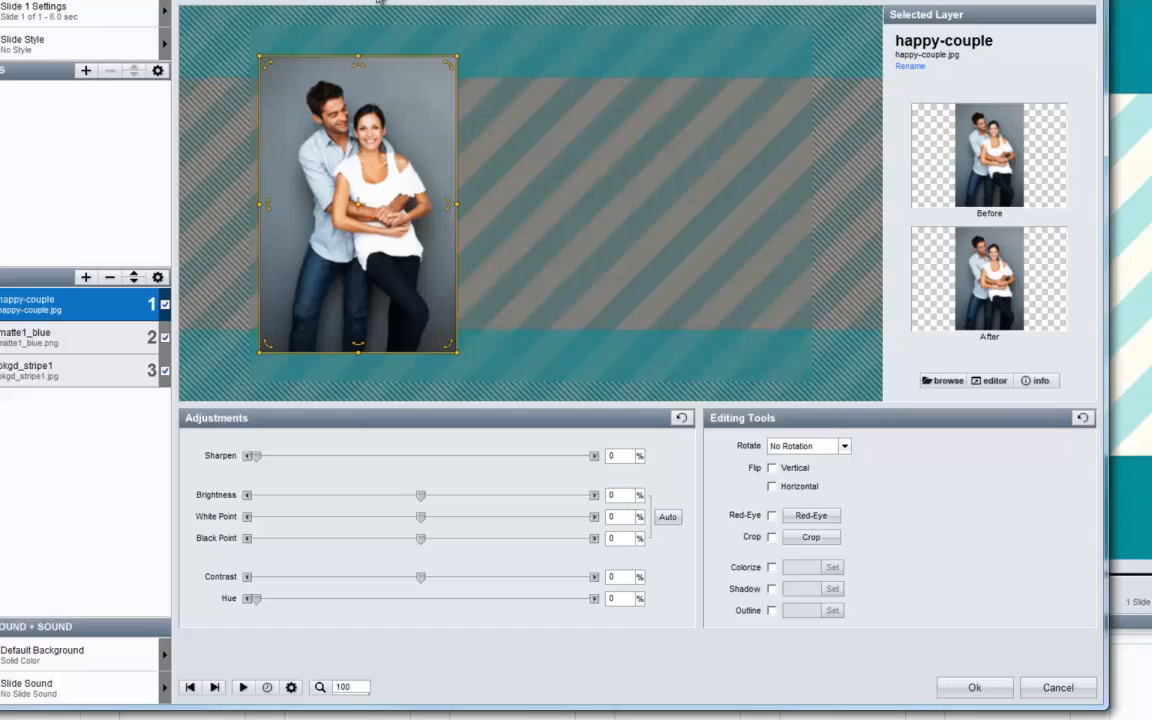 Slide 1 Settings
Slide 1 of 1 - 6.0 sec
Slide Style
No Style
S
happy-couple
happy-couple.jpg
1
matte1_blue
matte1_blue.png
2
bkgd_stripe1
bkgd_stripe1.jpg
3
OUND + SOUND
Default Background
Solid Color
Slide Sound
No Slide Sound
Selected Layer
happy-couple
happy-couple.jpg
Rename
Before
After
browse editor info
Adjustments
Sharpen 0 %
Brightness 0 %
White Point 0 % Auto
Black Point 0 %
Contrast 0 %
Hue 0 %
Editing Tools
Rotate No Rotation
Flip Vertical
Horizontal
Red-Eye Red-Eye
Crop Crop
Colorize Set
Shadow Set
Outline Set
100
Ok Cancel
1 Slide